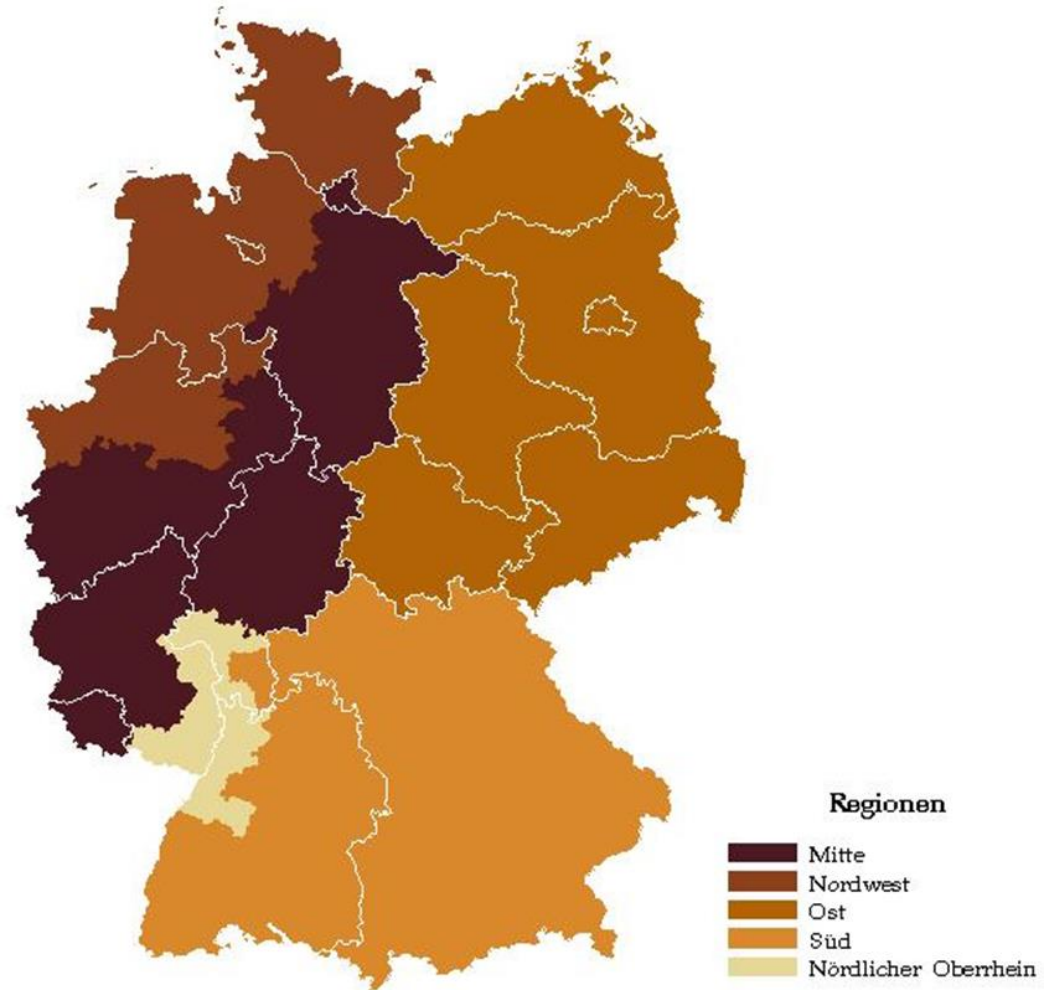 Regionen
Mitte
Nordwest
Ost
Süd
Nördlicher Oberrhein